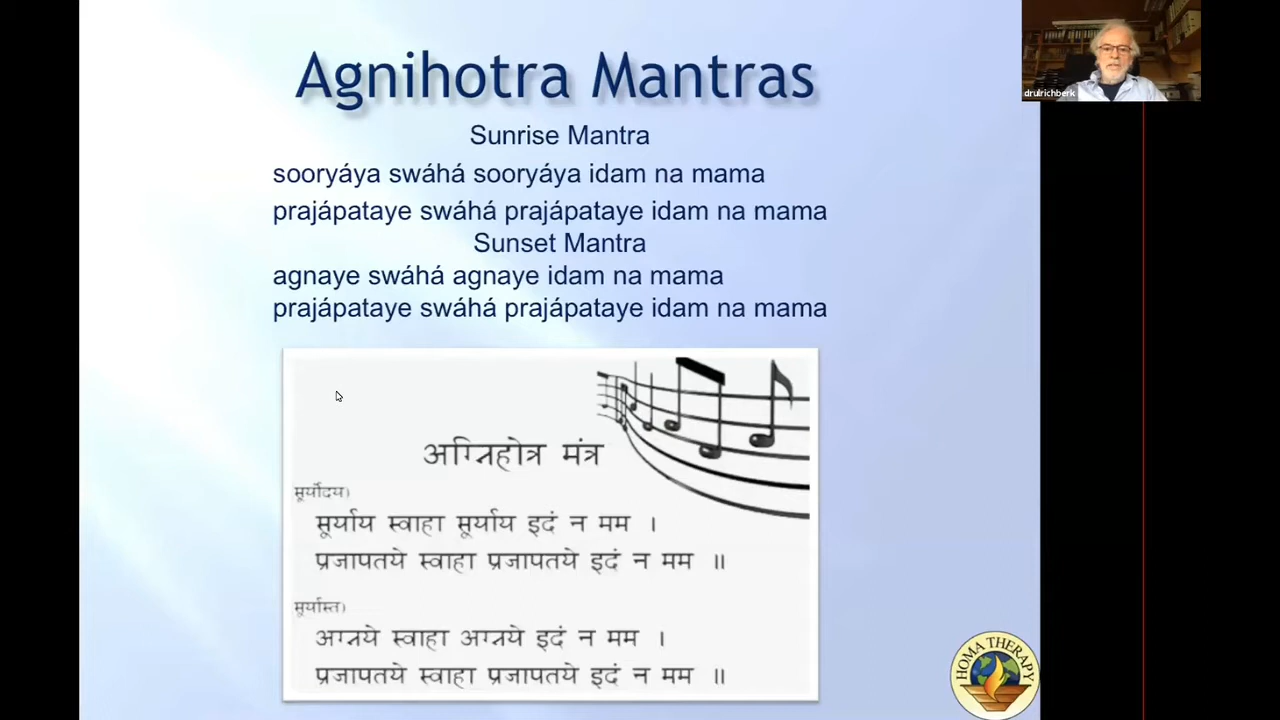 Agnihotra Mantras
drulrichberk
Sunrise Mantra
sooryáya swáhá sooryáya idam na mama
prajápataye swáhá prajápataye idam na mama
Sunset Mantra
agnaye swáhá agnaye idam na mama
prajápataye swáhá prajápataye idam na mama
अग्निहोत्र मंत्र
सूर्योदय)
सूर्याय स्वाहा सूर्याय इदं न मम ।
प्रजापतये स्वाहा प्रजापतये इदं न मम ॥
सूर्यास्त)
अग्नये स्वाहा अग्नये इदं न मम ।
प्रजापतये स्वाहा प्रजापतये इदं न मम ॥
HOMA THERAPY